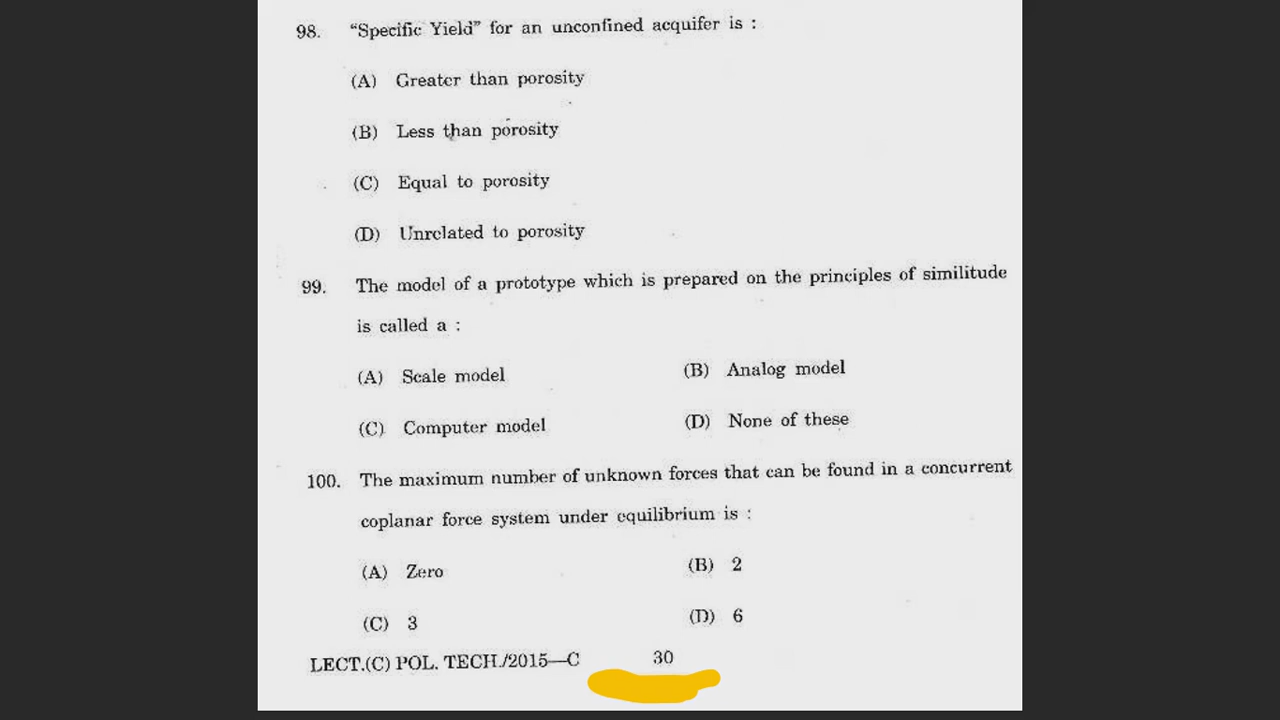 98. “Specific Yield” for an unconfined acquifer is :
(A) Greater than porosity
(B) Less than porosity
(C) Equal to porosity
(D) Unrelated to porosity
99. The model of a prototype which is prepared on the principles of similitude
is called a :
(A) Scale model (B) Analog model
(C) Computer model (D) None of these
100. The maximum number of unknown forces that can be found in a concurrent
coplanar force system under equilibrium is :
(A) Zero (B) 2
(C) 3 (D) 6
LECT.(C) POL. TECH./2015—C 30